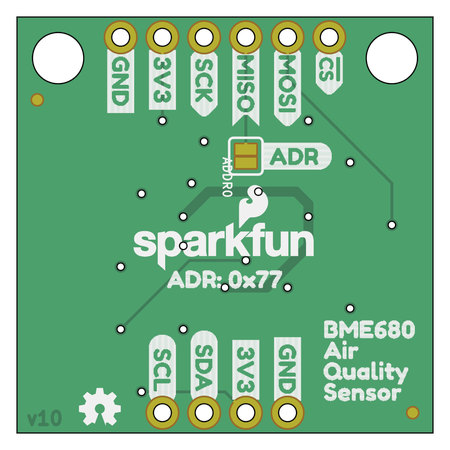 GND
3V3
SCK
MISO
MOSI
CS
ADR
ADDR0
sparkfun
ADR: 0x77
BME680
Air
Quality
Sensor
SCL
SDA
3V3
GND
v10